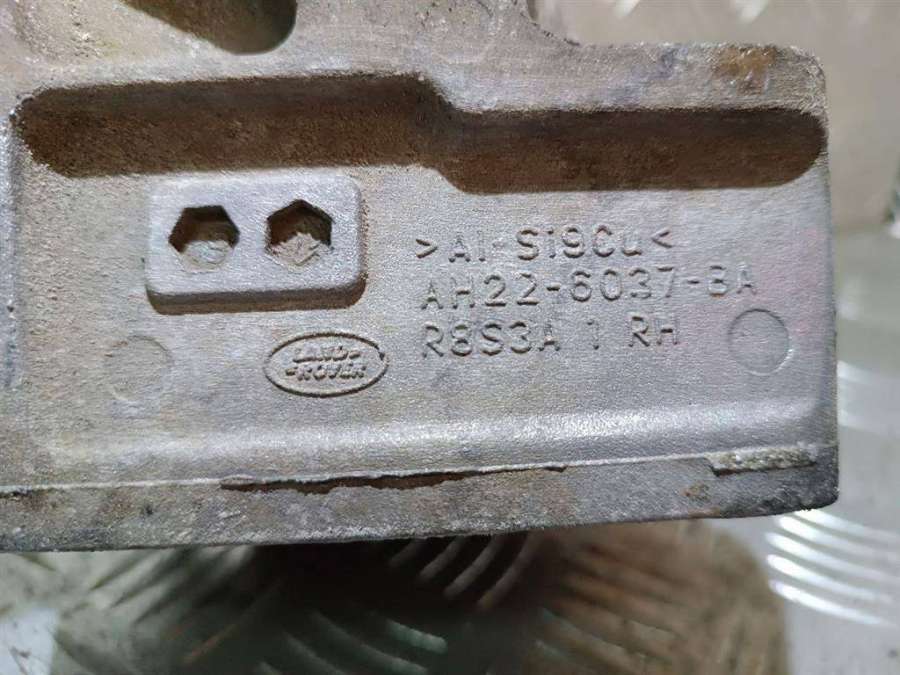 >Al-Si9Cu<
AH22-6037-BA
R8S3A 1 RH
LAND-
-ROVER